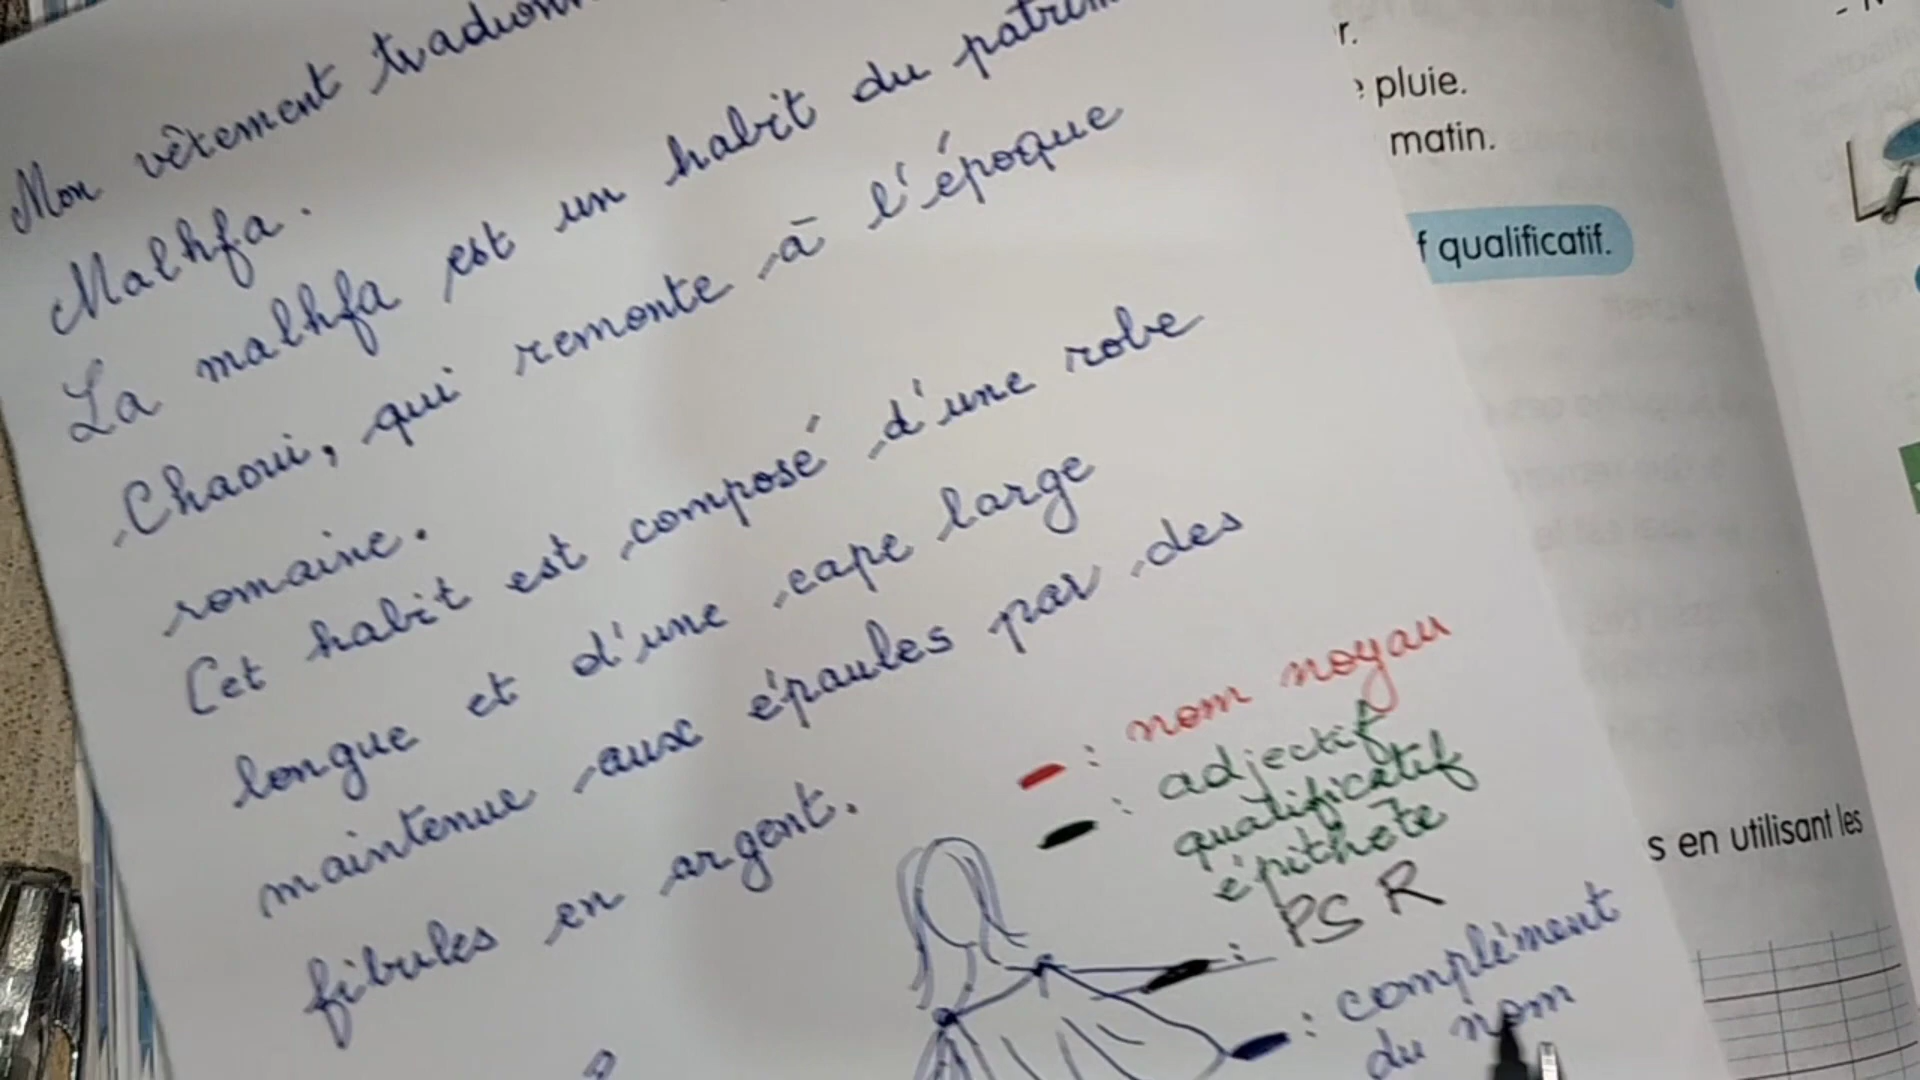 Mon vêtement
Malhfa.
La malhfa est un habit du
Chaoui, qui remonte à l'époque
romaine.
Cet habit est composé d'une robe
longue et d'une cape large
maintenue aux épaules par des
fibules en argent.
: nom noyau
: adjectif
qualificatif
épithète
: PSR
: complément
du nom
r.
pluie.
matin.
f qualificatif.
s en utilisant les